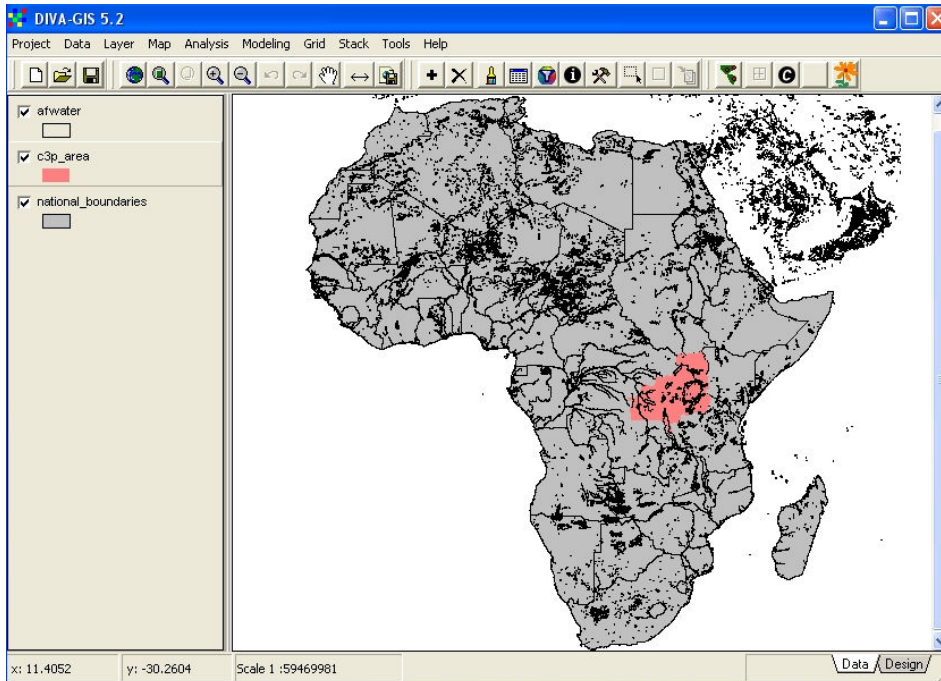 DIVA-GIS 5.2
Project Data Layer Map Analysis Modeling Grid Stack Tools Help
afwater
c3p_area
national_boundaries
x: 11.4052 y: -30.2604 Scale 1 :59469981 Data Design